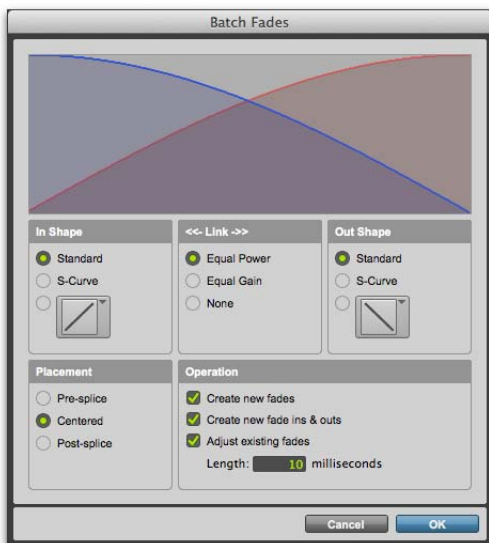 Batch Fades
In Shape
Standard
S-Curve
<<- Link ->>
Equal Power
Equal Gain
None
Out Shape
Standard
S-Curve
Placement
Pre-splice
Centered
Post-splice
Operation
Create new fades
Create new fade ins & outs
Adjust existing fades
Length: 10 milliseconds
Cancel
OK